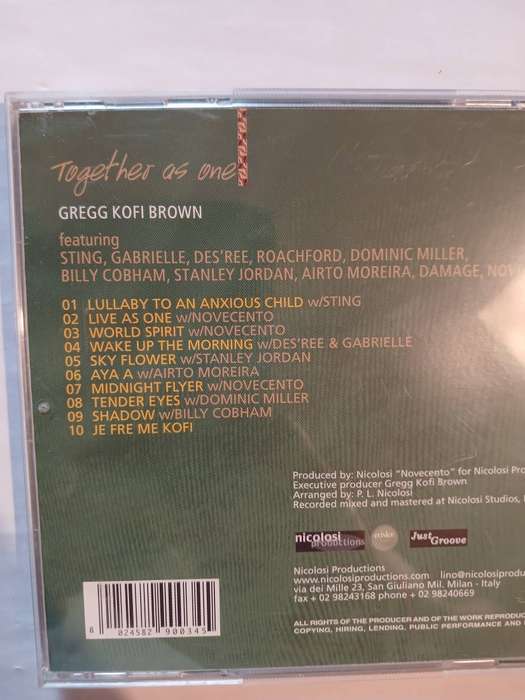 Together as one
GREGG KOFI BROWN
featuring
STING, GABRIELLE, DES'REE, ROACHFORD, DOMINIC MILLER,
BILLY COBHAM, STANLEY JORDAN, AIRTO MOREIRA, DAMAGE, NOV
01 LULLABY TO AN ANXIOUS CHILD w/STING
02 LIVE AS ONE w/NOVECENTO
03 WORLD SPIRIT w/NOVECENTO
04 WAKE UP THE MORNING w/DES'REE & GABRIELLE
05 SKY FLOWER w/STANLEY JORDAN
06 AYA A w/AIRTO MOREIRA
07 MIDNIGHT FLYER w/NOVECENTO
08 TENDER EYES w/DOMINIC MILLER
09 SHADOW w/BILLY COBHAM
10 JE FRE ME KOFI
Produced by: Nicolosi "Novecento" for Nicolosi Pro
Executive producer Gregg Kofi Brown
Arranged by: P. L. Nicolosi
Recorded mixed and mastered at Nicolosi Studios,
nicolosi productions
Just Groove
Nicolosi Productions
www.nicolosiproductions.com lino@nicolosiprodu
via dei Mille 23, San Giuliano Mil. Milan - Italy
fax + 02 98243168 phone + 02 98240669
ALL RIGHTS OF THE PRODUCER AND OF THE WORK REPRODUC
COPYING, HIRING, LENDING, PUBLIC PERFORMANCE AND
8 024582 900345